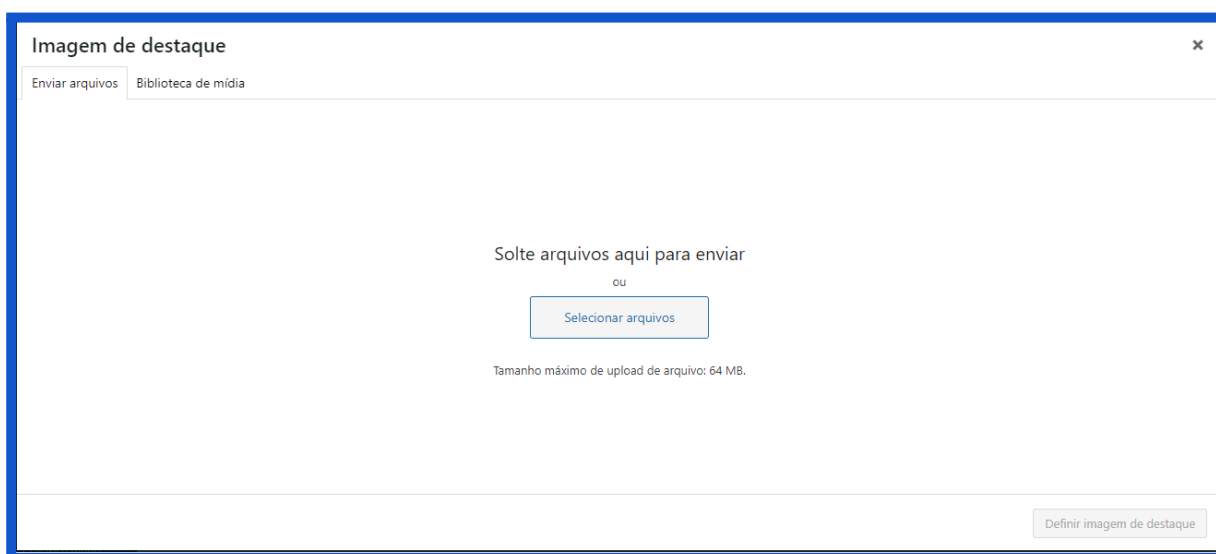 Imagem de destaque
Enviar arquivos
Biblioteca de mídia
Solte arquivos aqui para enviar
ou
Selecionar arquivos
Tamanho máximo de upload de arquivo: 64 MB.
Definir imagem de destaque